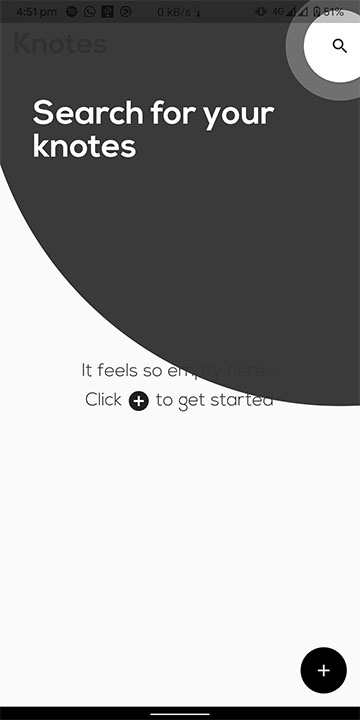 4:51 pm 0 kB/s 4G 51%
Knotes
Search for your
knotes
It feels so empty here...
Click + to get started
+